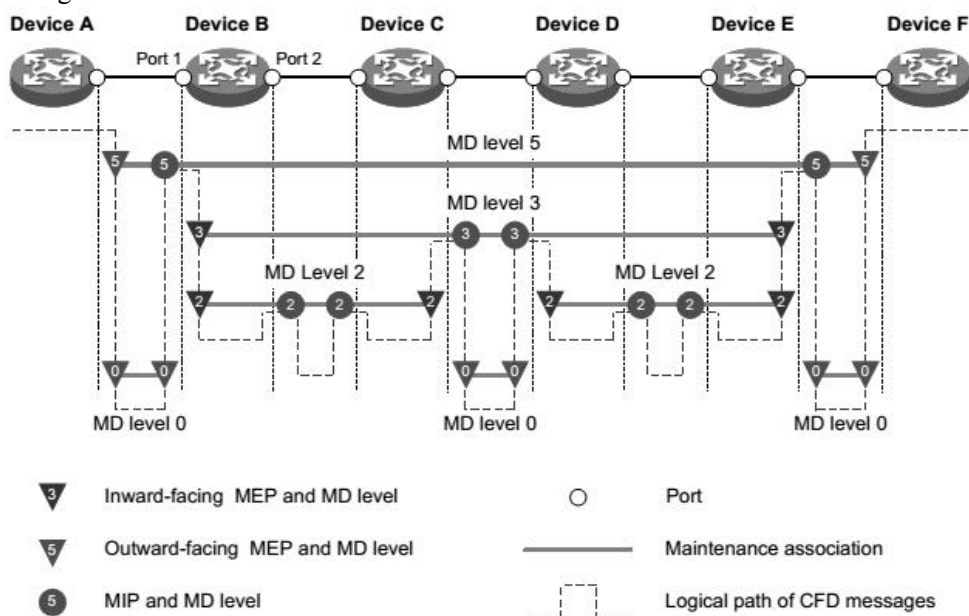 Device A Device B Device C Device D Device E Device F
Port 1 Port 2
MD level 5
5 5 5 5
MD level 3
3 3 3 3
MD Level 2 MD Level 2
2 2 2 2 2 2 2 2
0 0 0 0 0 0
MD level 0 MD level 0 MD level 0
3 Inward-facing MEP and MD level Port
5 Outward-facing MEP and MD level Maintenance association
5 MIP and MD level Logical path of CFD messages